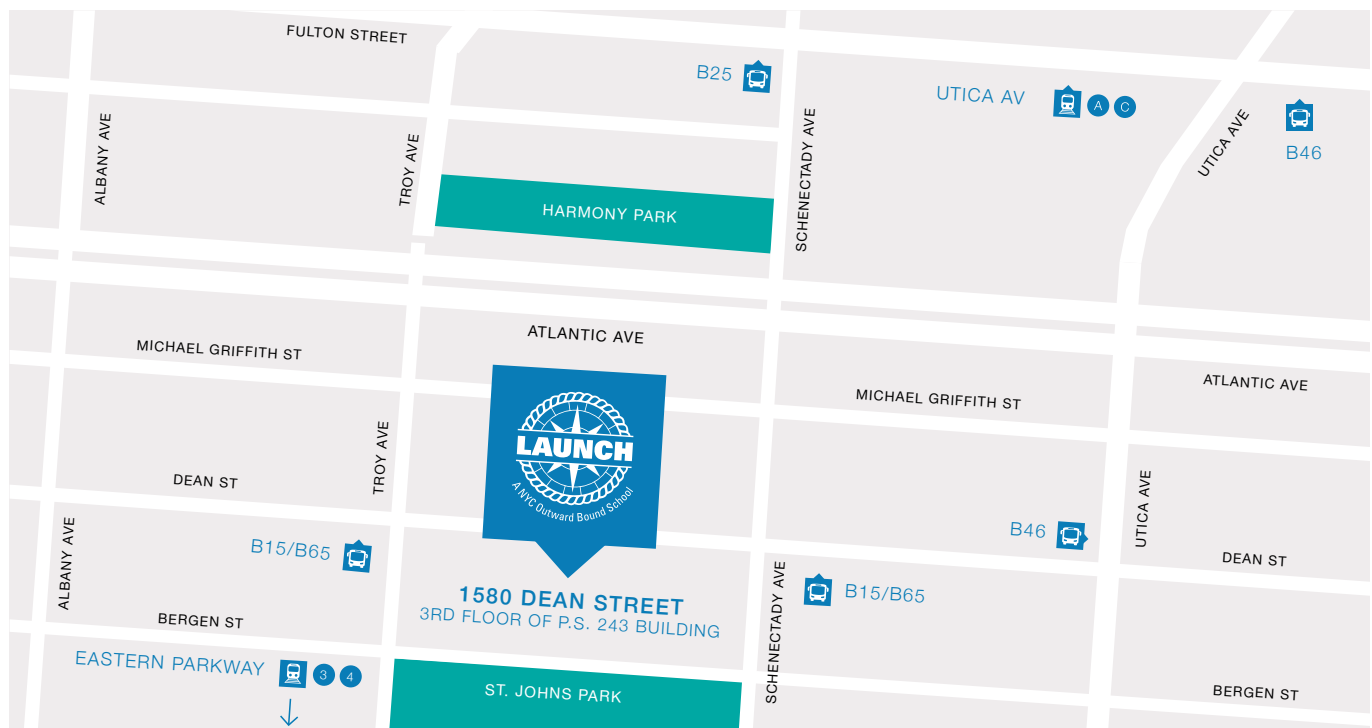 FULTON STREET
B25
UTICA AV
A
C
B46
UTICA AVE
ALBANY AVE
TROY AVE
SCHENECTADY AVE
HARMONY PARK
ATLANTIC AVE
MICHAEL GRIFFITH ST
ATLANTIC AVE
MICHAEL GRIFFITH ST
LAUNCH
A NYC Outward Bound School
TROY AVE
DEAN ST
UTICA AVE
B46
DEAN ST
ALBANY AVE
B15/B65
SCHENECTADY AVE
B15/B65
1580 DEAN STREET
3RD FLOOR OF P.S. 243 BUILDING
BERGEN ST
EASTERN PARKWAY
3
4
ST. JOHNS PARK
BERGEN ST